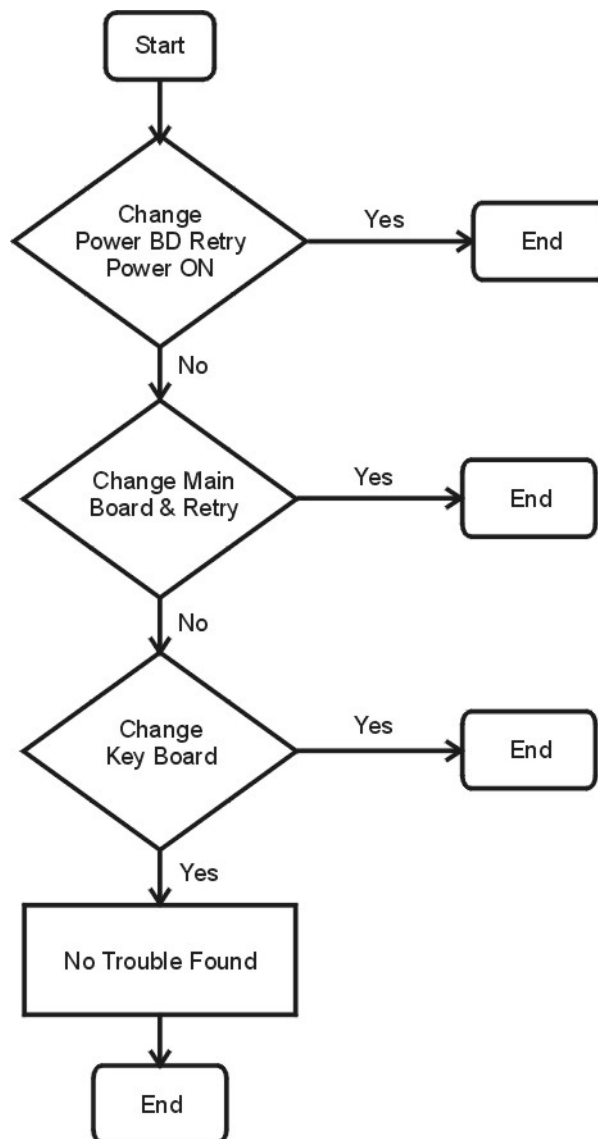 Start
Change
Power BD Retry
Power ON
Yes
End
No
Change Main
Board & Retry
Yes
End
No
Change
Key Board
Yes
End
Yes
No Trouble Found
End